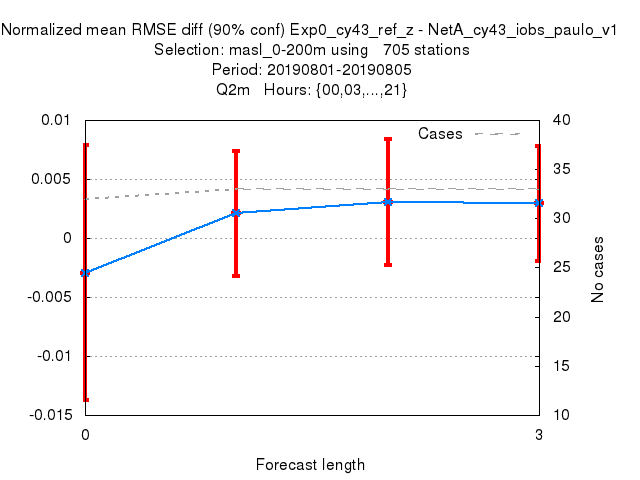 Normalized mean RMSE diff (90% conf) Exp0_cy43_ref_z - NetA_cy43_iobs_paulo_v1
Selection: masl_0-200m using   705 stations
Period: 20190801-20190805
Q2m   Hours: {00,03,...,21}
Cases
0.01
0.005
0
-0.005
-0.01
-0.015
40
35
30
25
20
15
10
No cases
0
3
Forecast length